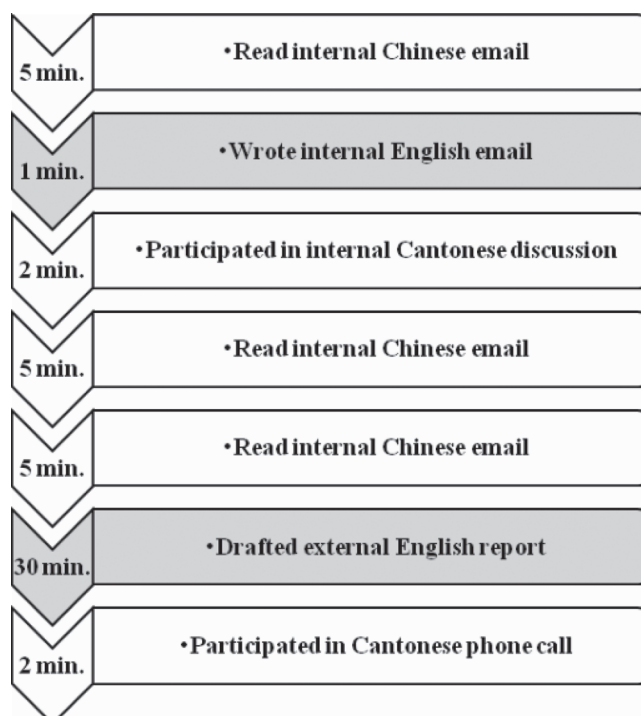 5 min.
•Read internal Chinese email
1 min.
•Wrote internal English email
2 min.
•Participated in internal Cantonese discussion
5 min.
•Read internal Chinese email
5 min.
•Read internal Chinese email
30 min.
•Drafted external English report
2 min.
•Participated in Cantonese phone call